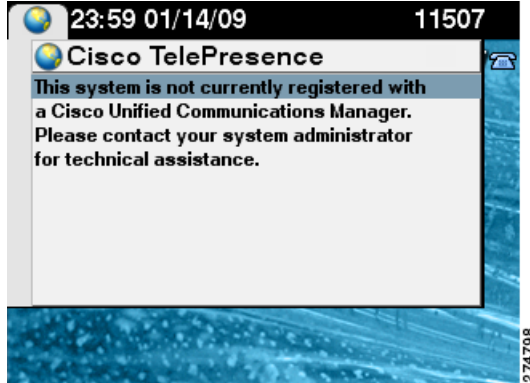 23:59 01/14/09 11507
Cisco TelePresence
This system is not currently registered with
a Cisco Unified Communications Manager.
Please contact your system administrator
for technical assistance.
274798